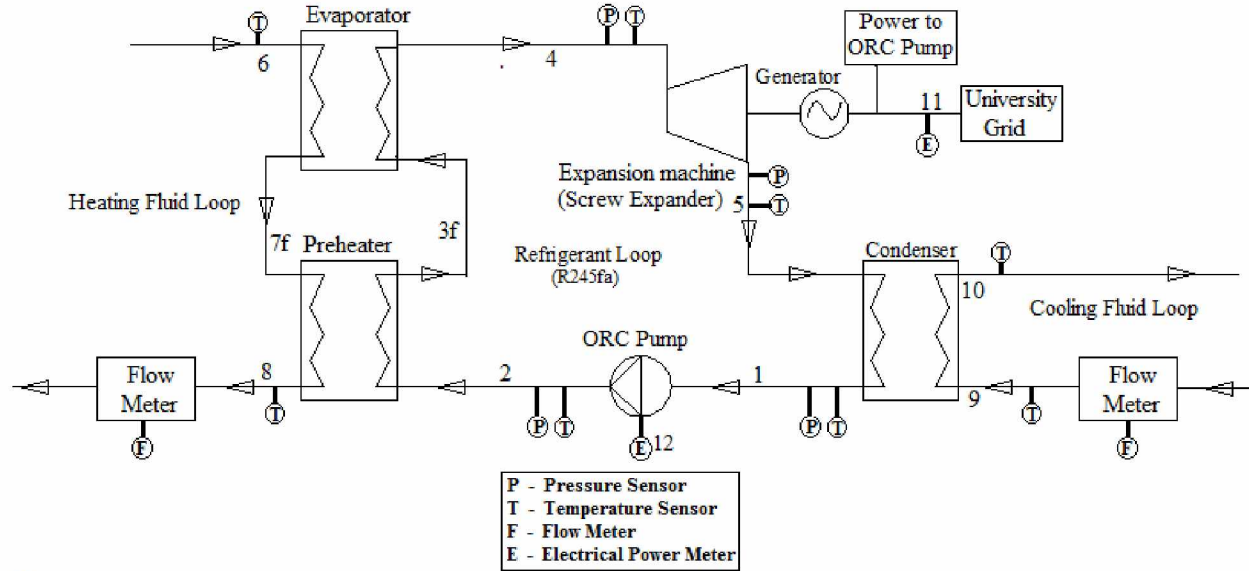 Evaporator
T
6
4
P
T
Power to
ORC Pump
Generator
11
E
University
Grid
Expansion machine
(Screw Expander)
P
5
T
Heating Fluid Loop
7f
3f
Preheater
Refrigerant Loop
(R245fa)
Condenser
T
10
Cooling Fluid Loop
ORC Pump
Flow
Meter
F
8
T
2
P
T
E
12
1
P
T
9
T
Flow
Meter
F
P - Pressure Sensor
T - Temperature Sensor
F - Flow Meter
E - Electrical Power Meter